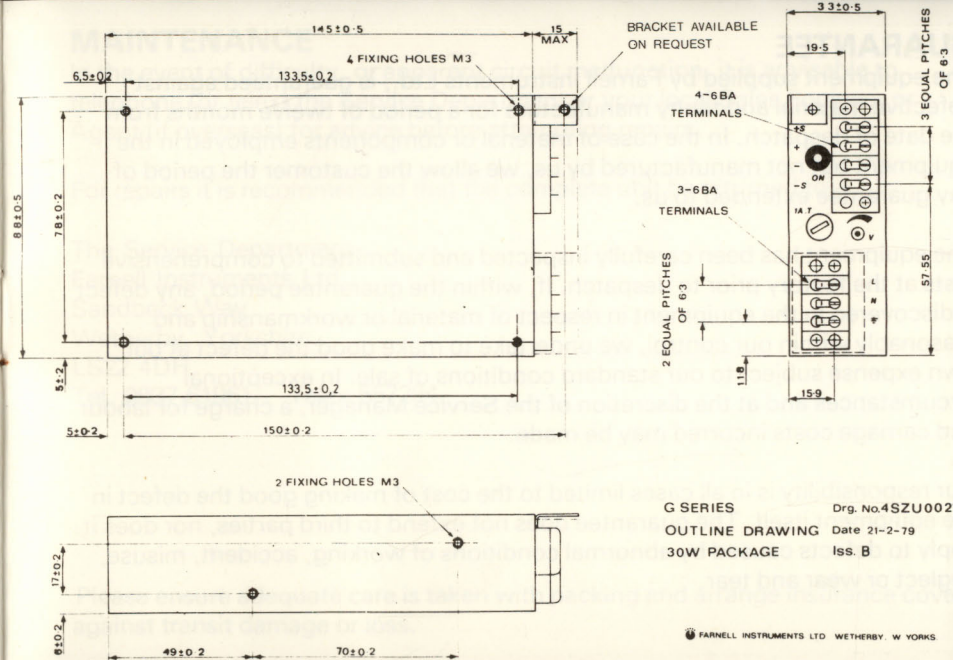 145±0·5
15
MAX
BRACKET AVAILABLE
ON REQUEST
33±0·5
19·5
3 EQUAL PITCHES
OF 6·3
4 FIXING HOLES M3
6,5±0,2
133,5±0,2
4-6BA
TERMINALS
+S
+
-
ON
-S
1A.T
V
3-6BA
TERMINALS
88±0·5
78±0·2
2 EQUAL PITCHES
OF 6·3
57·55
N
11·8
15·9
5±0·2
133,5±0,2
5±0·2
150±0·2
2 FIXING HOLES M3
G SERIES
OUTLINE DRAWING
30W PACKAGE
Drg. No. 4SZU002
Date 21-2-79
Iss. B
17±0·2
6±0·2
49±0·2
70±0·2
FARNELL INSTRUMENTS LTD WETHERBY. W YORKS.